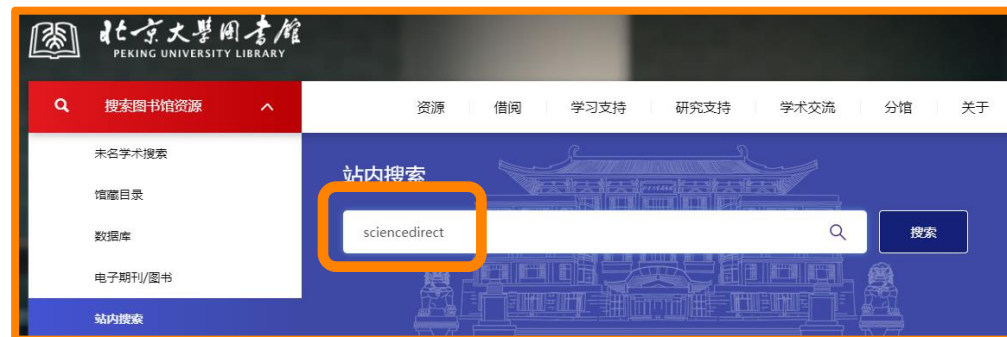 北京大學圖書館
PEKING UNIVERSITY LIBRARY
搜索图书馆资源
资源 借阅 学习支持 研究支持 学术交流 分馆 关于
未名学术搜索
馆藏目录
数据库
电子期刊/图书
站内搜索
站内搜索
sciencedirect
搜索